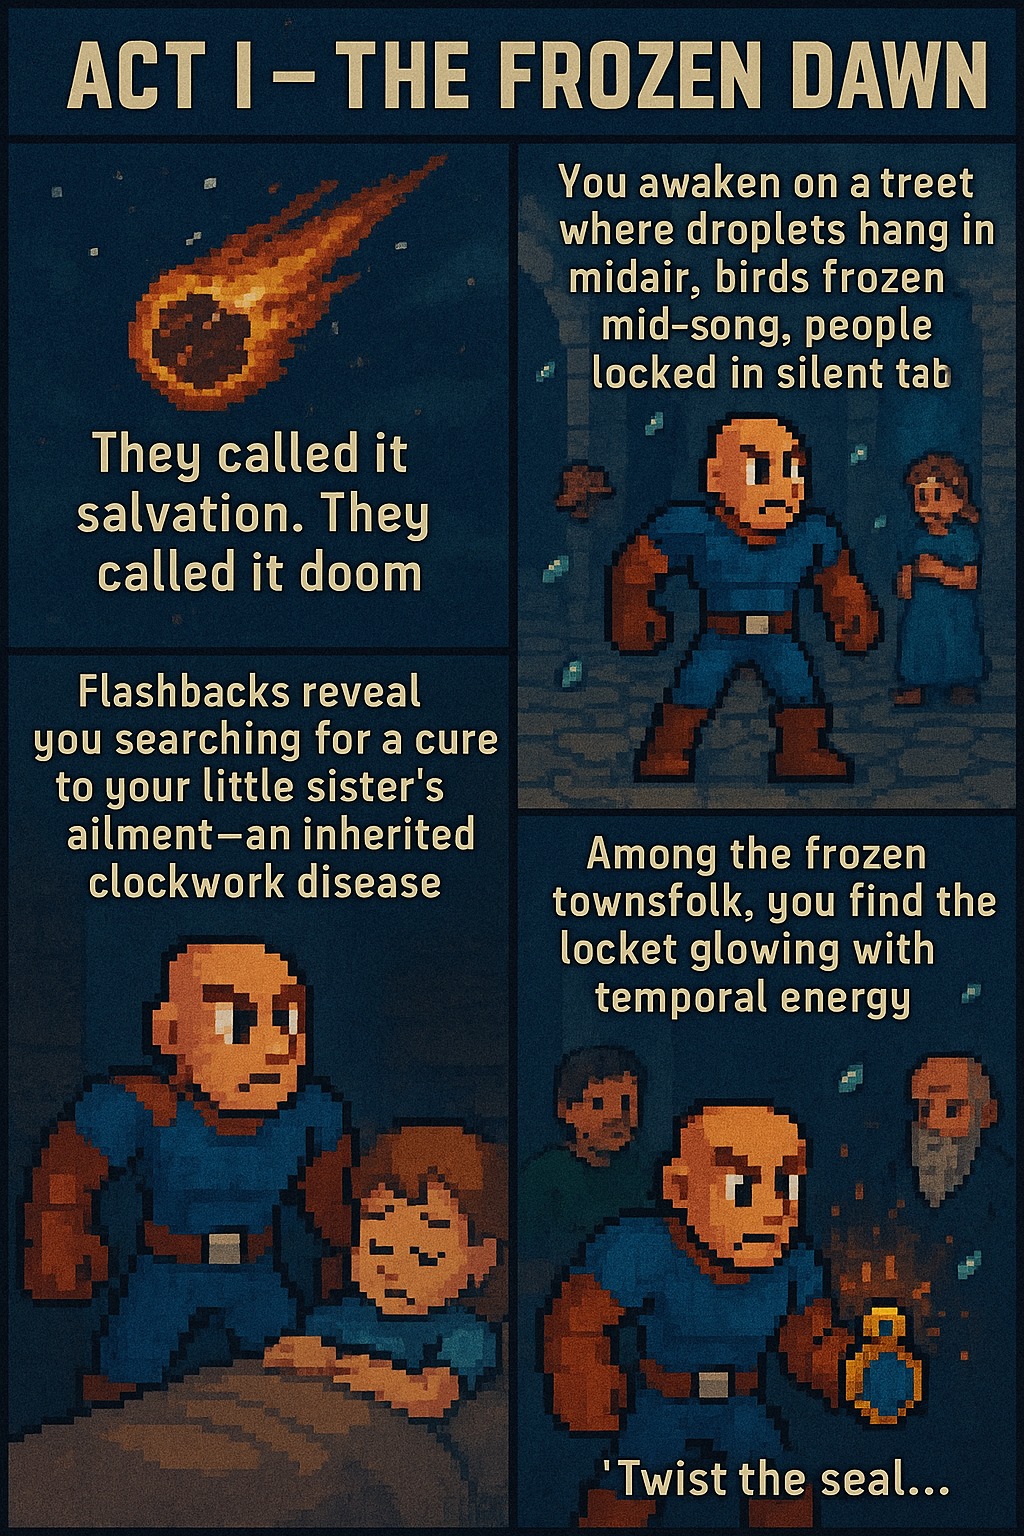 ACT I – THE FROZEN DAWN
They called it
salvation. They
called it doom
You awaken on a treet
where droplets hang in
midair, birds frozen
mid-song, people
locked in silent tab
Flashbacks reveal
you searching for a cure
to your little sister's
ailment—an inherited
clockwork disease
Among the frozen
townsfolk, you find the
locket glowing with
temporal energy
'Twist the seal...